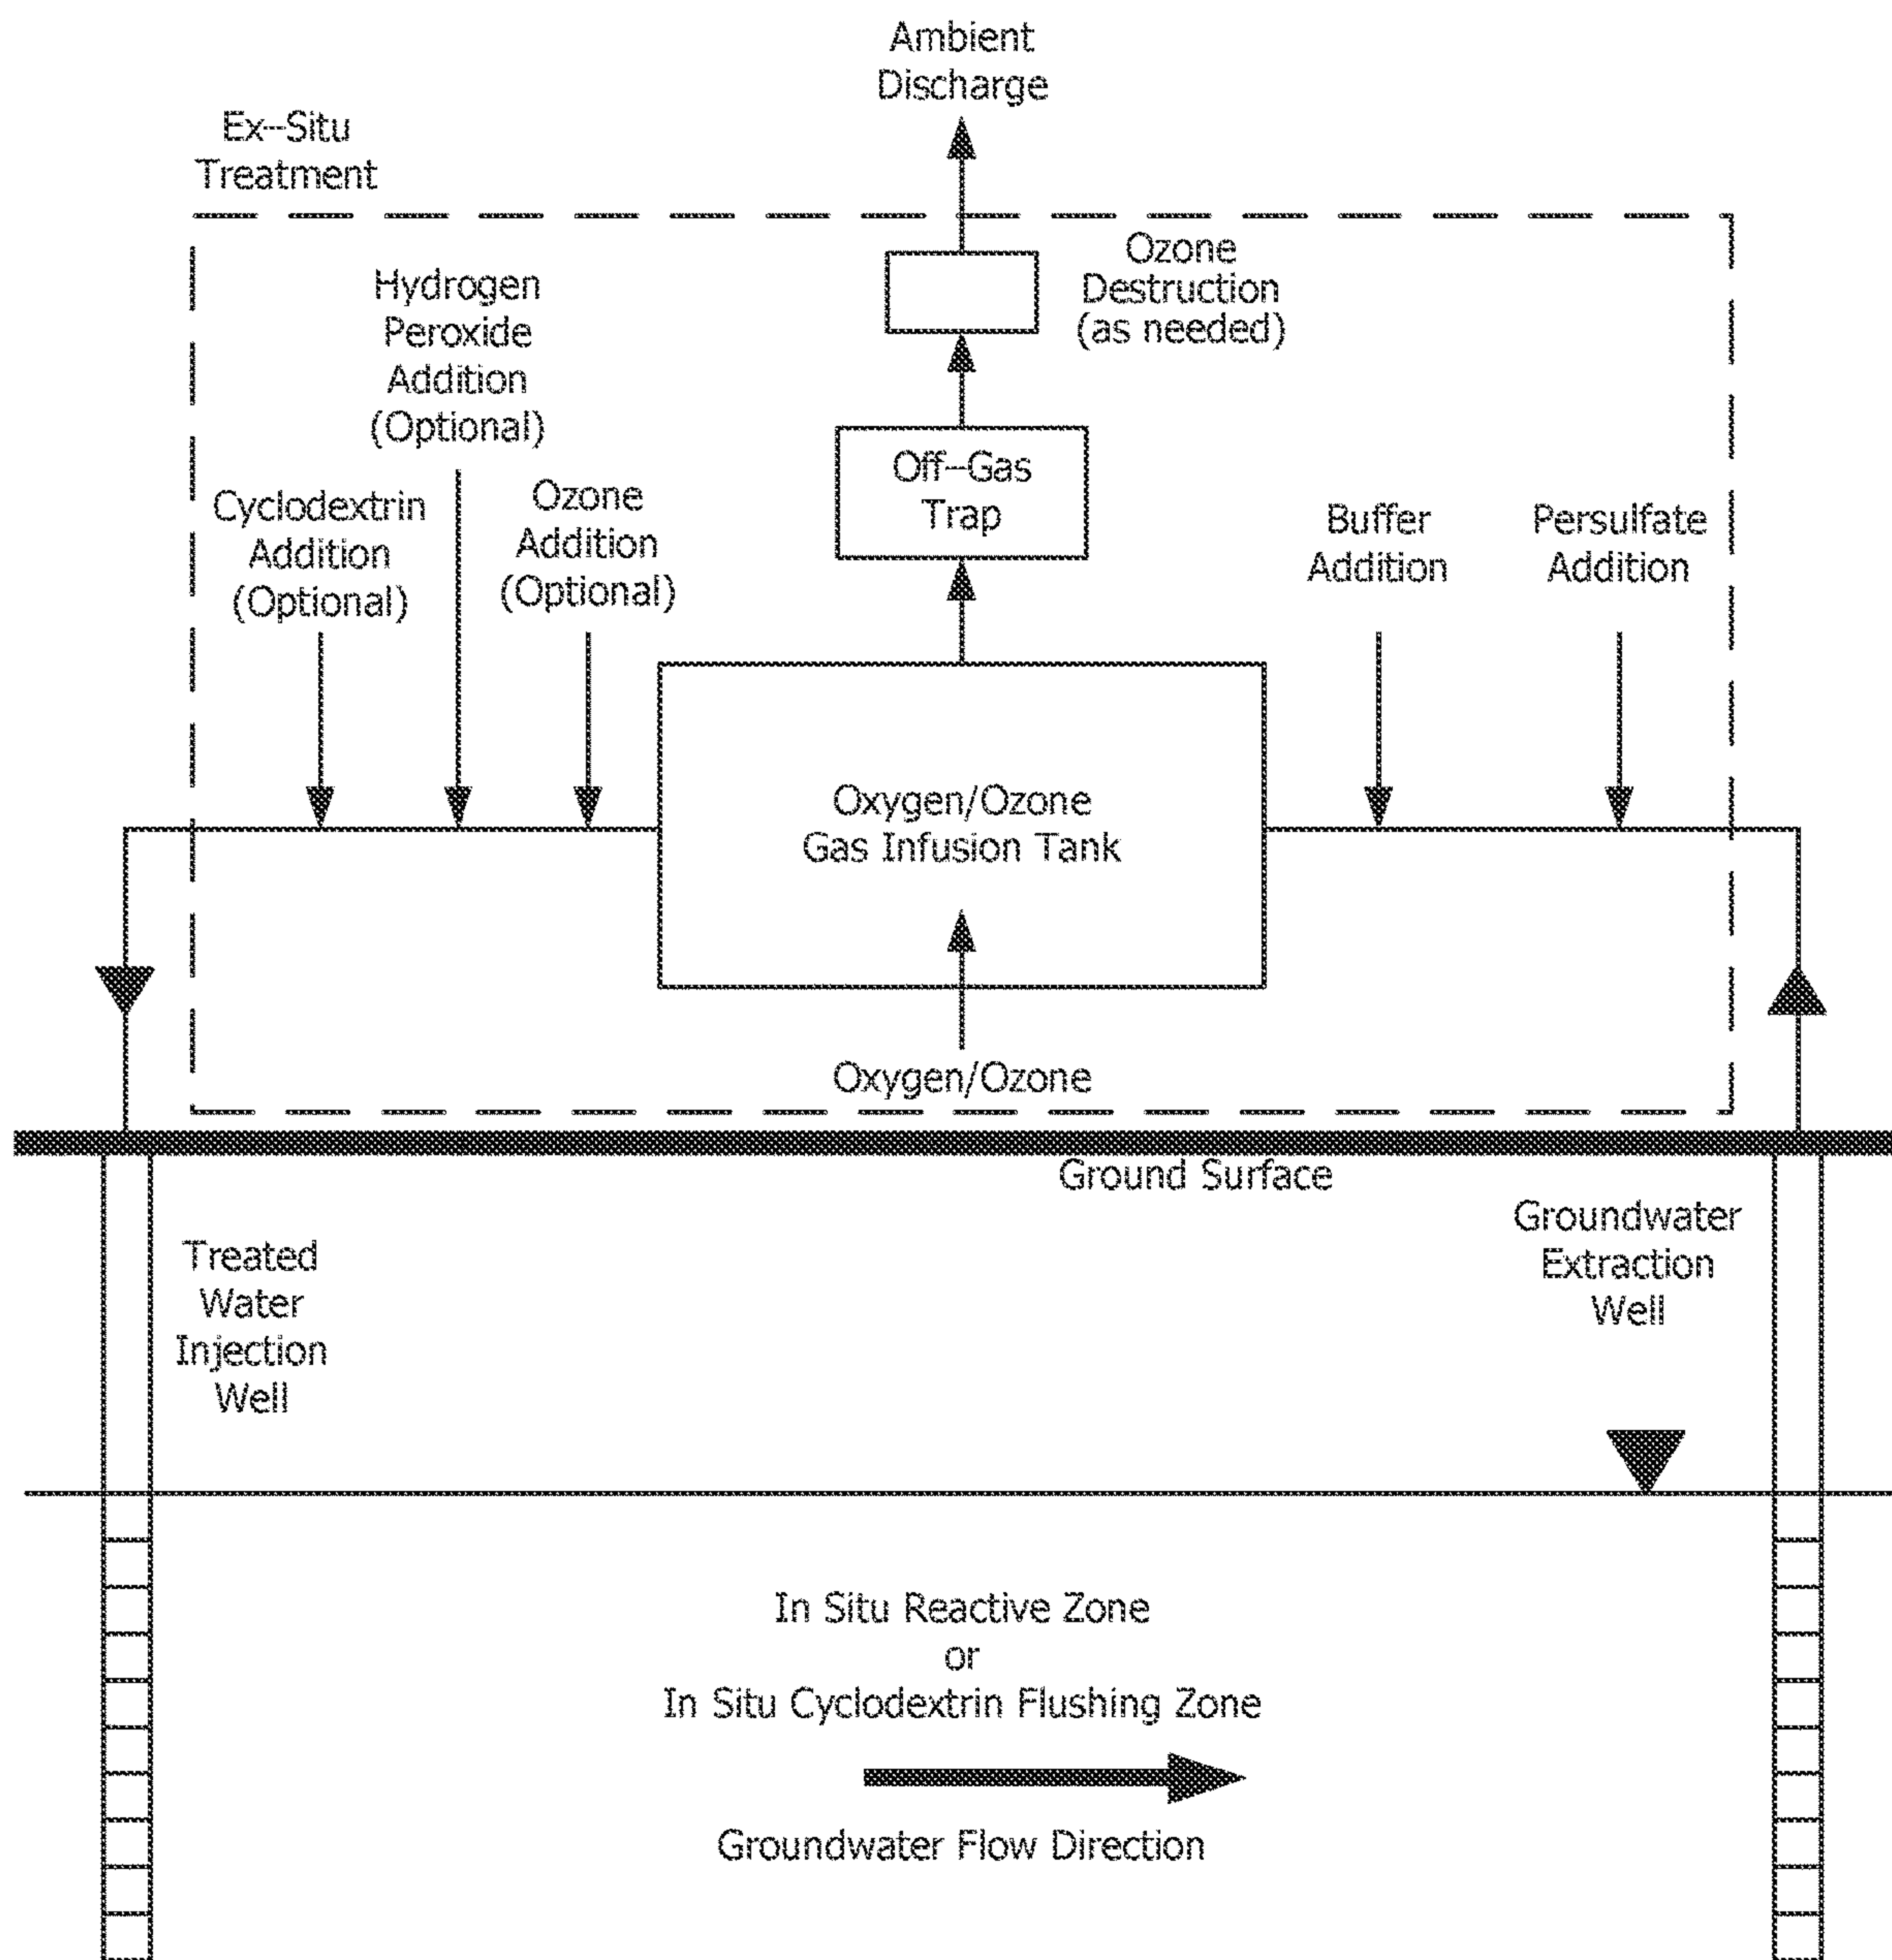 Ambient
Discharge
Ex-Situ
Treatment
Ozone
Destruction
(as needed)
Hydrogen
Peroxide
Addition
(Optional)
Off-Gas
Trap
Cyclodextrin
Addition
(Optional)
Ozone
Addition
(Optional)
Buffer
Addition
Persulfate
Addition
Oxygen/Ozone
Gas Infusion Tank
Oxygen/Ozone
Ground Surface
Treated
Water
Injection
Well
Groundwater
Extraction
Well
In Situ Reactive Zone
or
In Situ Cyclodextrin Flushing Zone
Groundwater Flow Direction